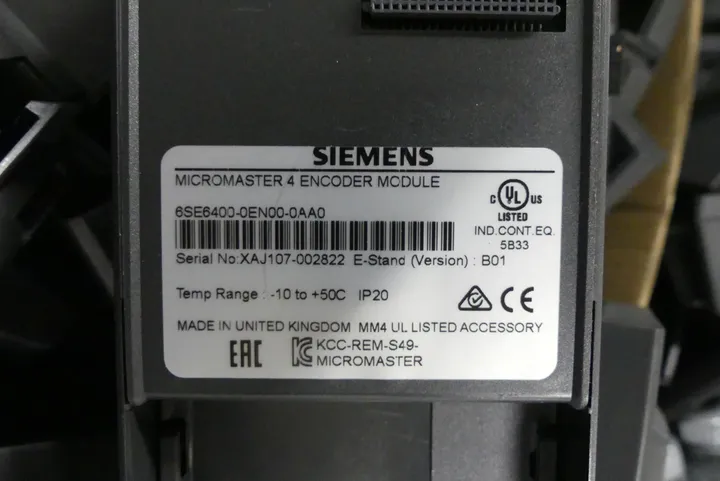 SIEMENS
MICROMASTER 4 ENCODER MODULE
6SE6400-0EN00-0AA0
C UL US
LISTED
IND.CONT.EQ.
5B33
Serial No:XAJ107-002822 E-Stand (Version) : B01
Temp Range : -10 to +50C IP20
CE
MADE IN UNITED KINGDOM MM4 UL LISTED ACCESSORY
EAC KCC-REM-S49-
MICROMASTER